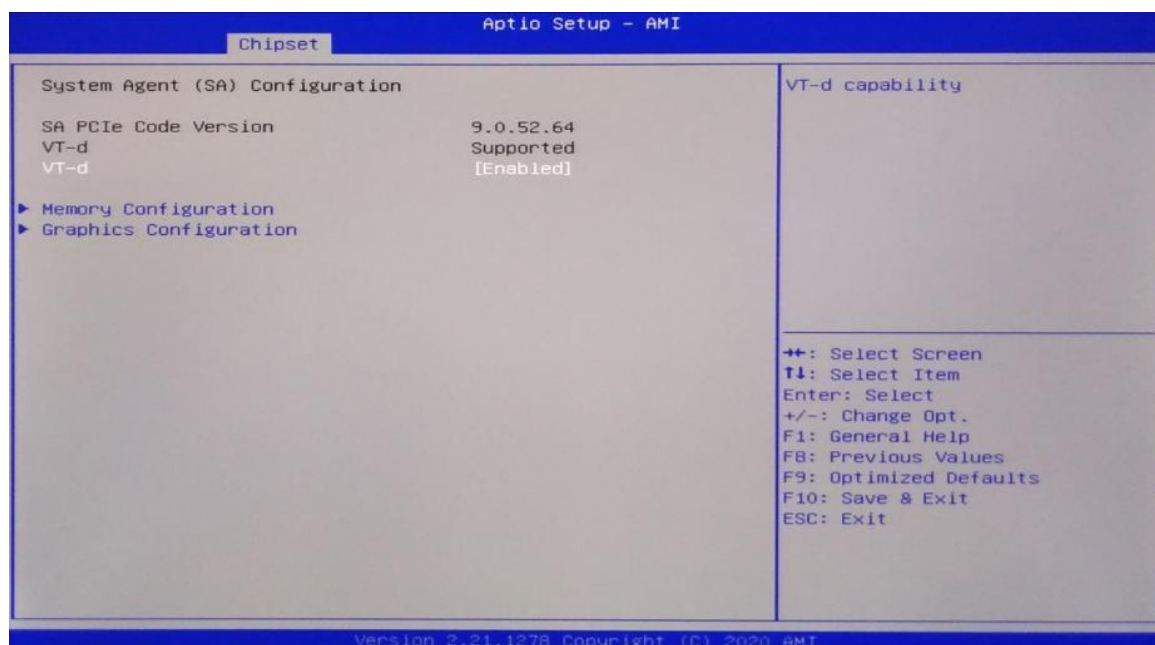 Aptio Setup - AMI
Chipset
System Agent (SA) Configuration
SA PCIe Code Version 9.0.52.64
VT-d Supported
VT-d [Enabled]
▶ Memory Configuration
▶ Graphics Configuration
VT-d capability
→←: Select Screen
↑↓: Select Item
Enter: Select
+/-: Change Opt.
F1: General Help
F8: Previous Values
F9: Optimized Defaults
F10: Save & Exit
ESC: Exit
Version 2.21.1278 Copyright (C) 2020 AMI